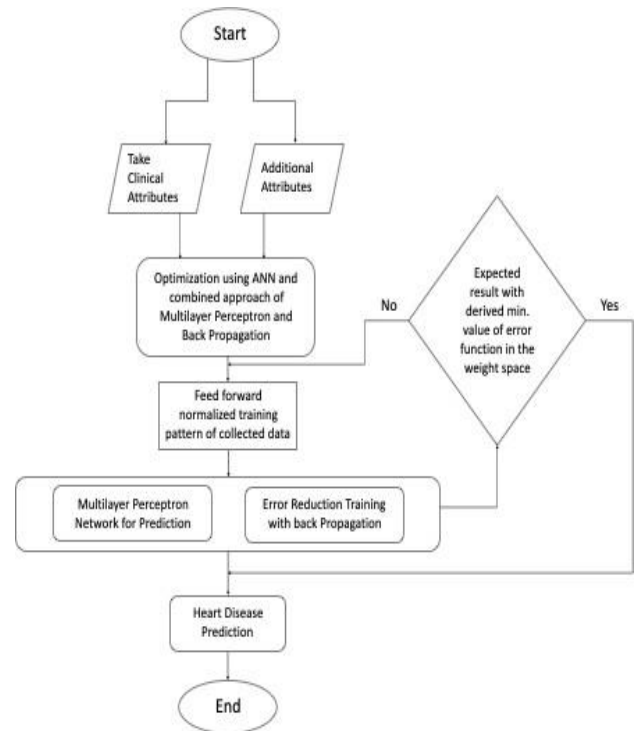 Start
Take
Clinical
Attributes
Additional
Attributes
Optimization using ANN and
combined approach of
Multilayer Perceptron and
Back Propagation
No
Expected
result with
derived min.
value of error
function in the
weight space
Yes
Feed forward
normalized training
pattern of collected data
Multilayer Perceptron
Network for Prediction
Error Reduction Training
with back Propagation
Heart Disease
Prediction
End